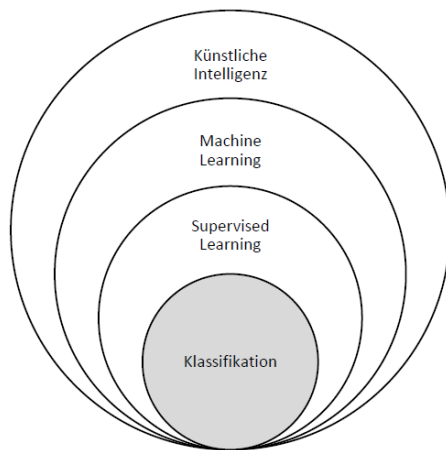 Künstliche
Intelligenz
Machine
Learning
Supervised
Learning
Klassifikation